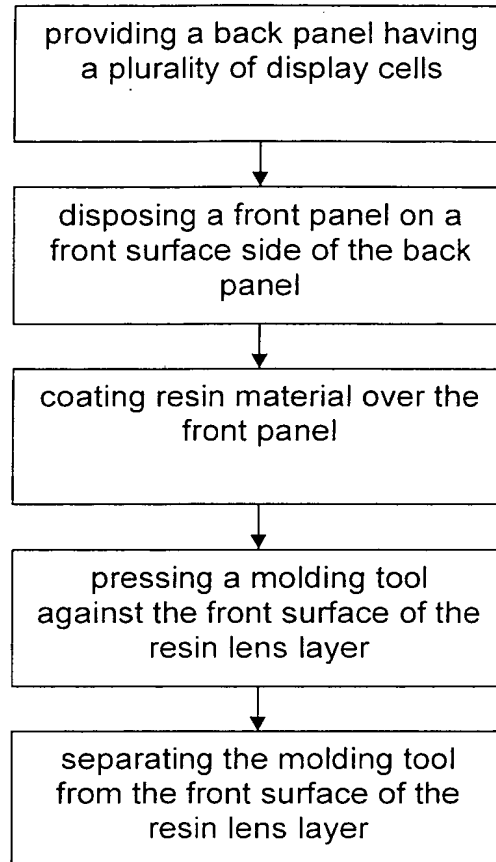 providing a back panel having
a plurality of display cells
disposing a front panel on a
front surface side of the back
panel
coating resin material over the
front panel
pressing a molding tool
against the front surface of the
resin lens layer
separating the molding tool
from the front surface of the
resin lens layer